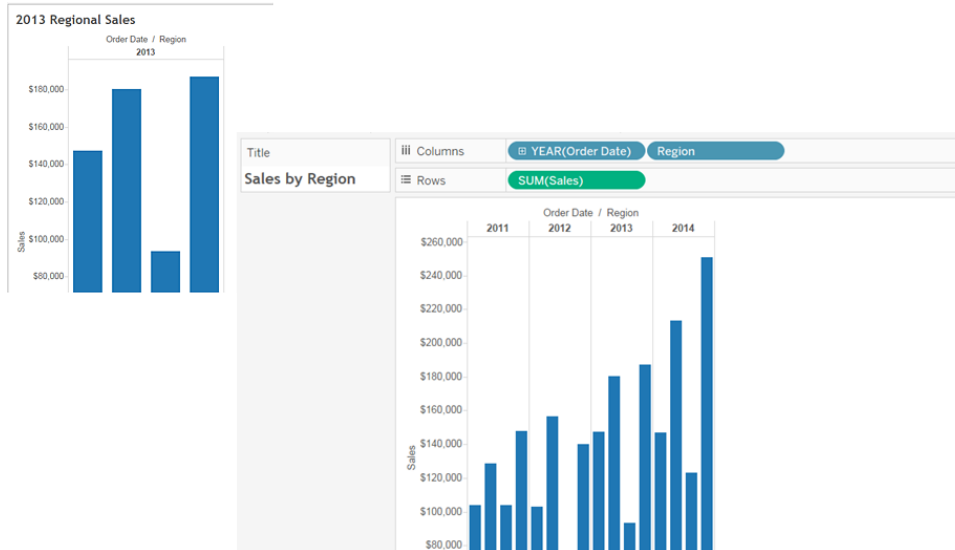 2013 Regional Sales
Order Date / Region
2013
$180,000
$160,000
$140,000
$120,000
$100,000
$80,000
Sales
Title
Sales by Region
Columns
YEAR(Order Date)
Region
Rows
SUM(Sales)
Order Date / Region
2011 2012 2013 2014
$260,000
$240,000
$220,000
$200,000
$180,000
$160,000
$140,000
$120,000
$100,000
$80,000
Sales